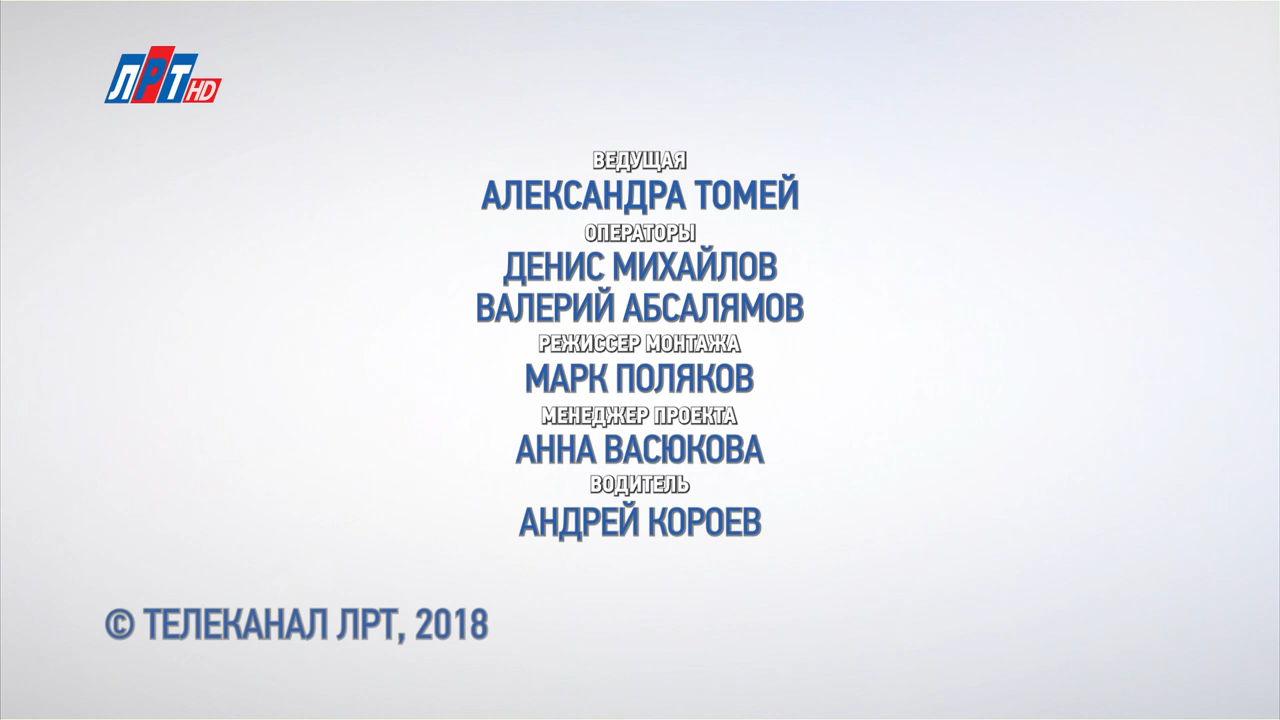 ЛРТ HD
ВЕДУЩАЯ
АЛЕКСАНДРА ТОМЕЙ
ОПЕРАТОРЫ
ДЕНИС МИХАЙЛОВ
ВАЛЕРИЙ АБСАЛЯМОВ
РЕЖИССЕР МОНТАЖА
МАРК ПОЛЯКОВ
МЕНЕДЖЕР ПРОЕКТА
АННА ВАСЮКОВА
ВОДИТЕЛЬ
АНДРЕЙ КОРОЕВ
© ТЕЛЕКАНАЛ ЛРТ, 2018